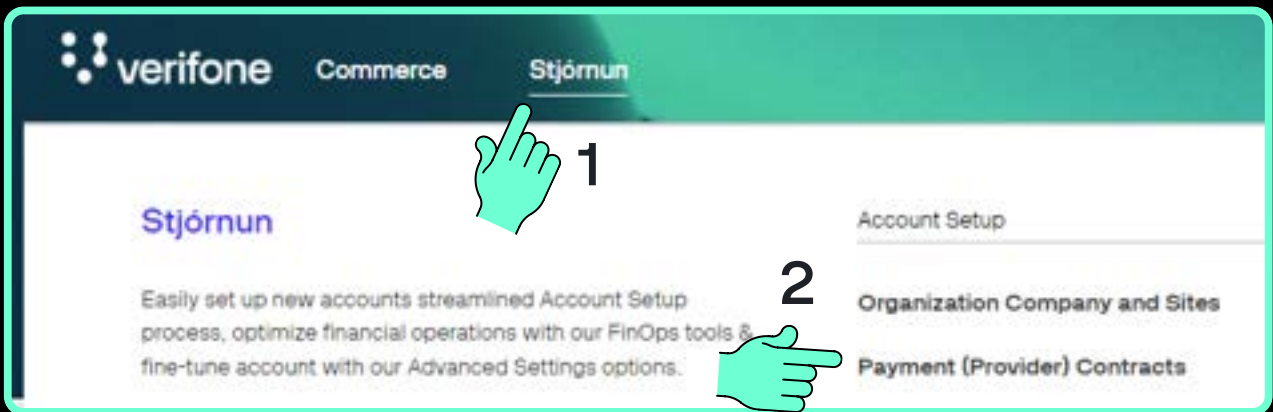 verifone Commerce Stjórnun
1
Stjórnun
Easily set up new accounts streamlined Account Setup
process, optimize financial operations with our FinOps tools &
fine-tune account with our Advanced Settings options.
Account Setup
2
Organization Company and Sites
Payment (Provider) Contracts